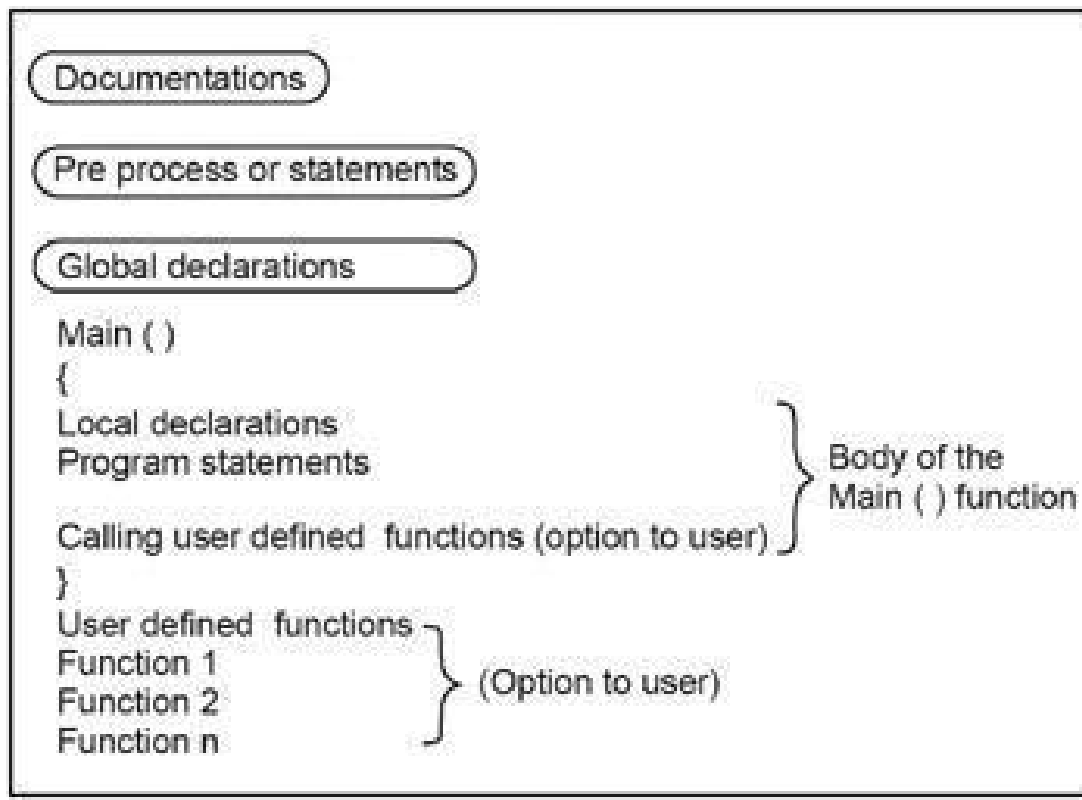 Documentations
Pre process or statements
Global declarations
Main ( )
{
Local declarations
Program statements
Body of the
Main ( ) function
Calling user defined functions (option to user)
}
User defined functions
Function 1
(Option to user)
Function 2
Function n